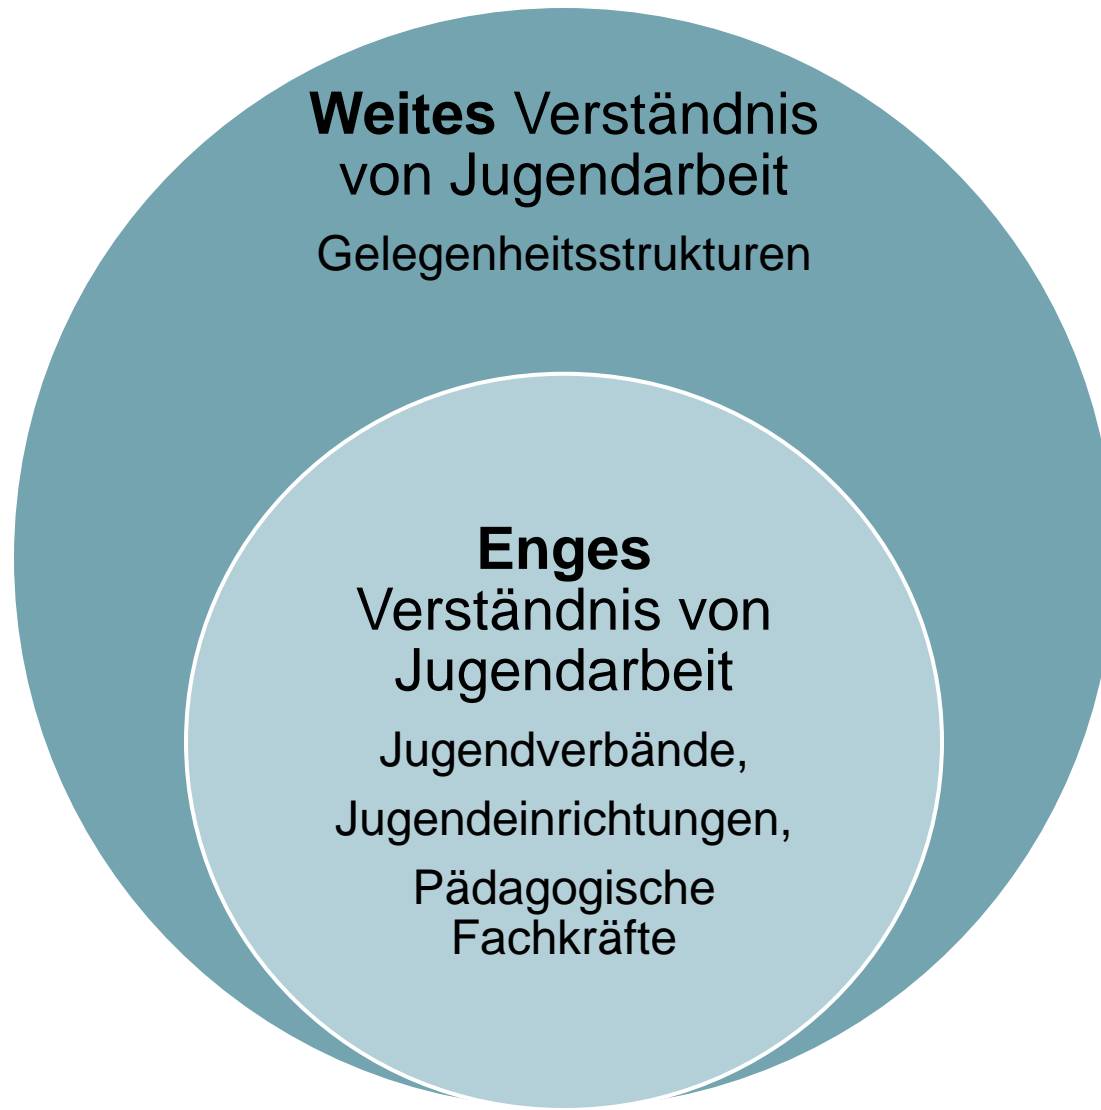 Weites Verständnis
von Jugendarbeit
Gelegenheitsstrukturen
Enges
Verständnis von
Jugendarbeit
Jugendverbände,
Jugendeinrichtungen,
Pädagogische
Fachkräfte